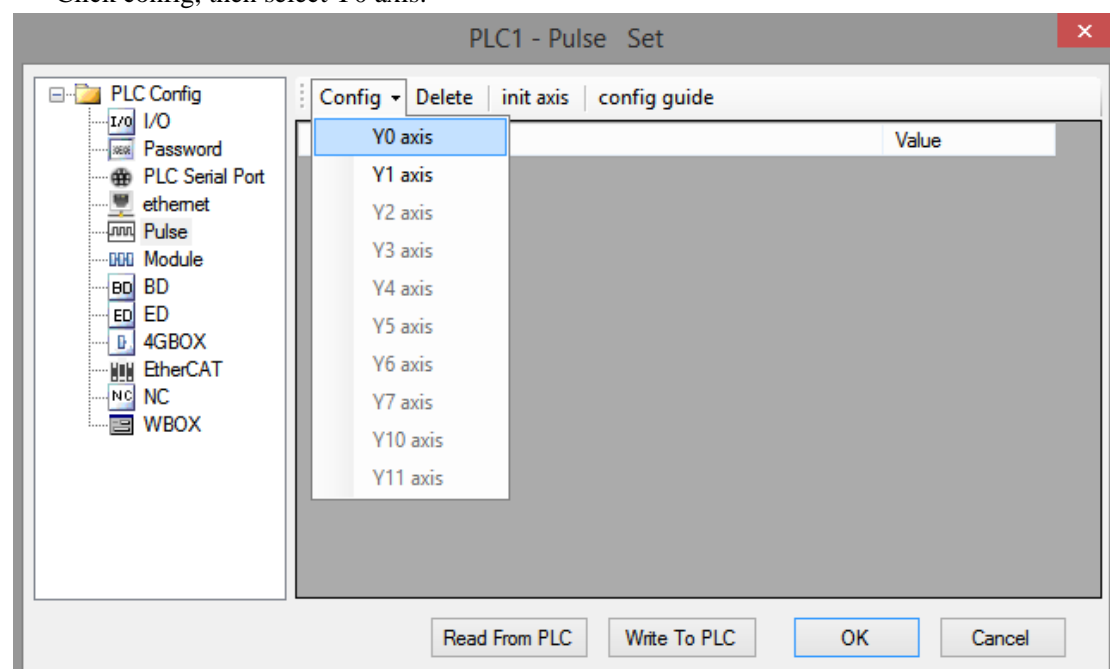 Click config, then select Y0 axis.
PLC1 - Pulse Set
PLC Config
I/O I/O
Password
PLC Serial Port
ethernet
Pulse
Module
BD BD
ED ED
4GBOX
EtherCAT
NC NC
WBOX
Config Delete init axis config guide
Value
Y0 axis
Y1 axis
Y2 axis
Y3 axis
Y4 axis
Y5 axis
Y6 axis
Y7 axis
Y10 axis
Y11 axis
Read From PLC Write To PLC OK Cancel